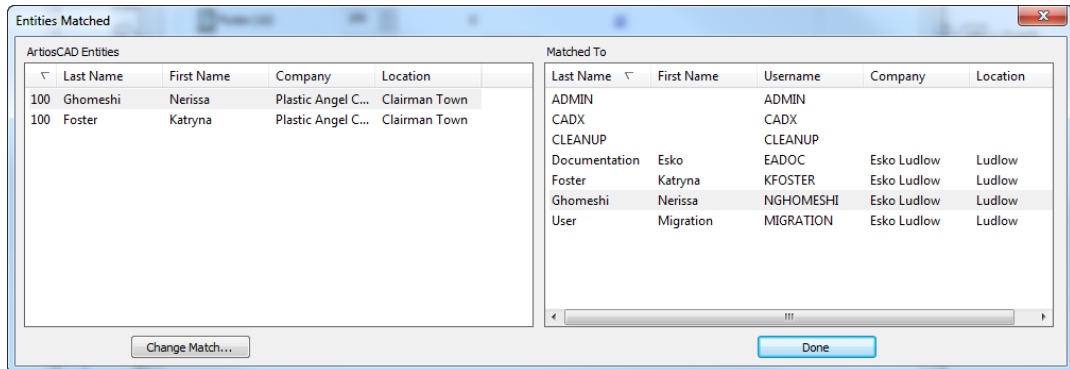 Entities Matched
ArtiosCAD Entities
Last Name First Name Company Location
100 Ghomeshi Nerissa Plastic Angel C... Clairman Town
100 Foster Katryna Plastic Angel C... Clairman Town
Change Match...
Matched To
Last Name First Name Username Company Location
ADMIN ADMIN
CADX CADX
CLEANUP CLEANUP
Documentation Esko EADOC Esko Ludlow Ludlow
Foster Katryna KFOSTER Esko Ludlow Ludlow
Ghomeshi Nerissa NGHOMESHI Esko Ludlow Ludlow
User Migration MIGRATION Esko Ludlow Ludlow
Done